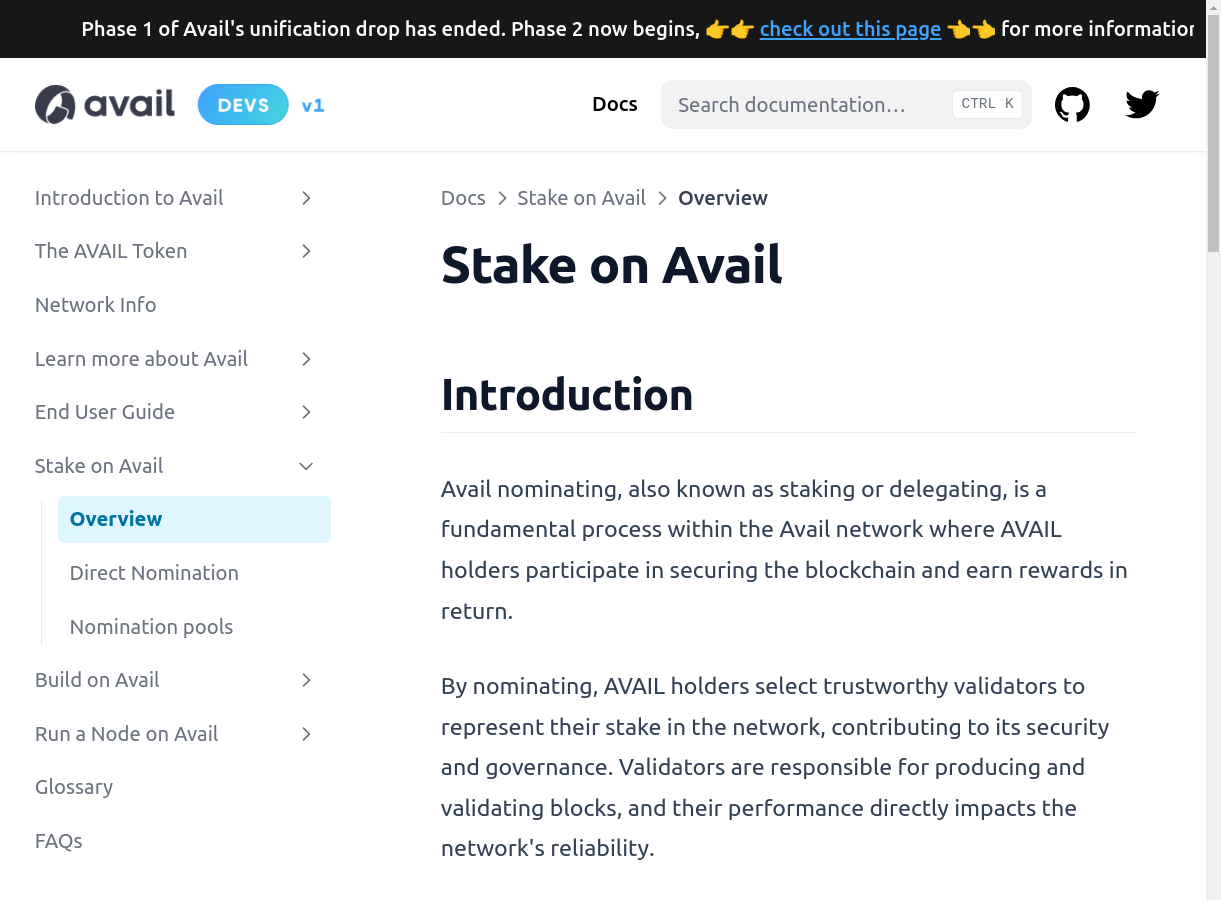 Phase 1 of Avail's unification drop has ended. Phase 2 now begins, 👉👉 check out this page 👈👈 for more information
avail DEVS v1
Docs
Search documentation…
CTRL K
Introduction to Avail
The AVAIL Token
Network Info
Learn more about Avail
End User Guide
Stake on Avail
Overview
Direct Nomination
Nomination pools
Build on Avail
Run a Node on Avail
Glossary
FAQs
Docs > Stake on Avail > Overview
Stake on Avail
Introduction
Avail nominating, also known as staking or delegating, is a
fundamental process within the Avail network where AVAIL
holders participate in securing the blockchain and earn rewards in
return.
By nominating, AVAIL holders select trustworthy validators to
represent their stake in the network, contributing to its security
and governance. Validators are responsible for producing and
validating blocks, and their performance directly impacts the
network's reliability.